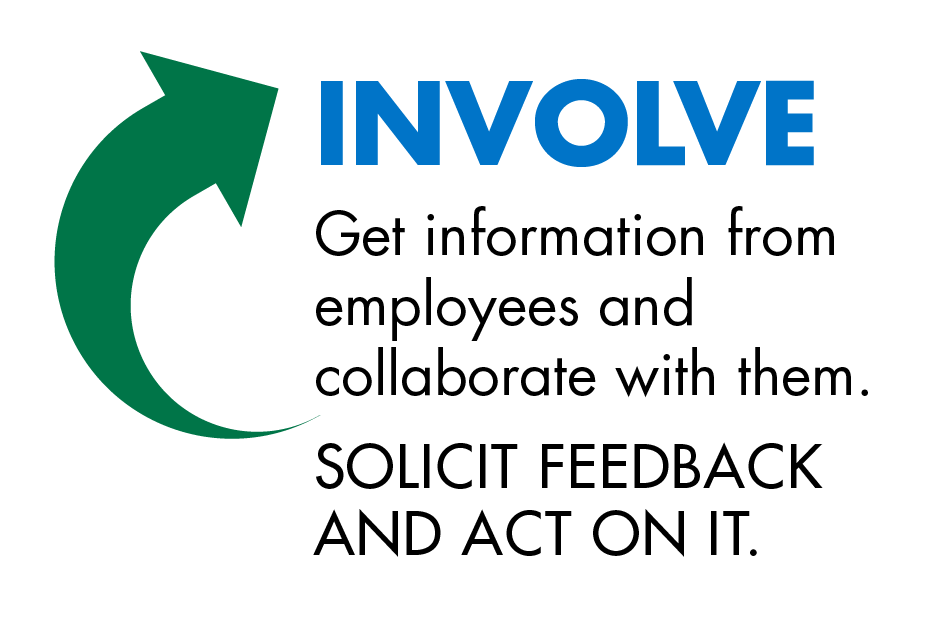 INVOLVE
Get information from
employees and
collaborate with them.
SOLICIT FEEDBACK
AND ACT ON IT.